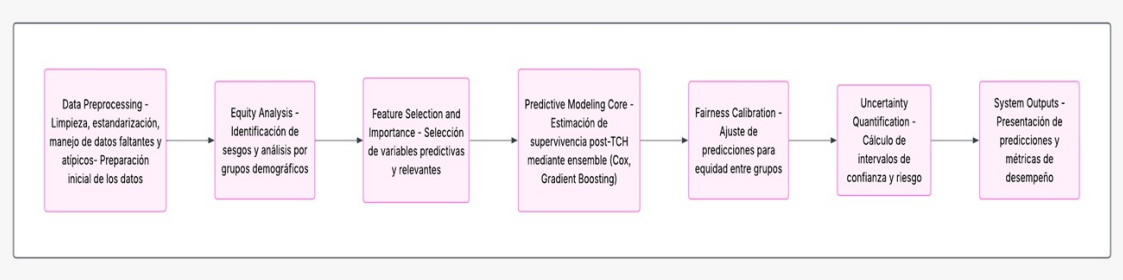 Data Preprocessing -
Limpieza, estandarización,
manejo de datos faltantes y
atípicos- Preparación
inicial de los datos
Equity Analysis -
Identificación de
sesgos y análisis por
grupos demográficos
Feature Selection and
Importance - Selección
de variables predictivas
y relevantes
Predictive Modeling Core -
Estimación de
supervivencia post-TCH
mediante ensemble (Cox,
Gradient Boosting)
Fairness Calibration -
Ajuste de
predicciones para
equidad entre grupos
Uncertainty
Quantification -
Cálculo de
intervalos de
confianza y riesgo
System Outputs -
Presentación de
predicciones y
métricas de
desempeño